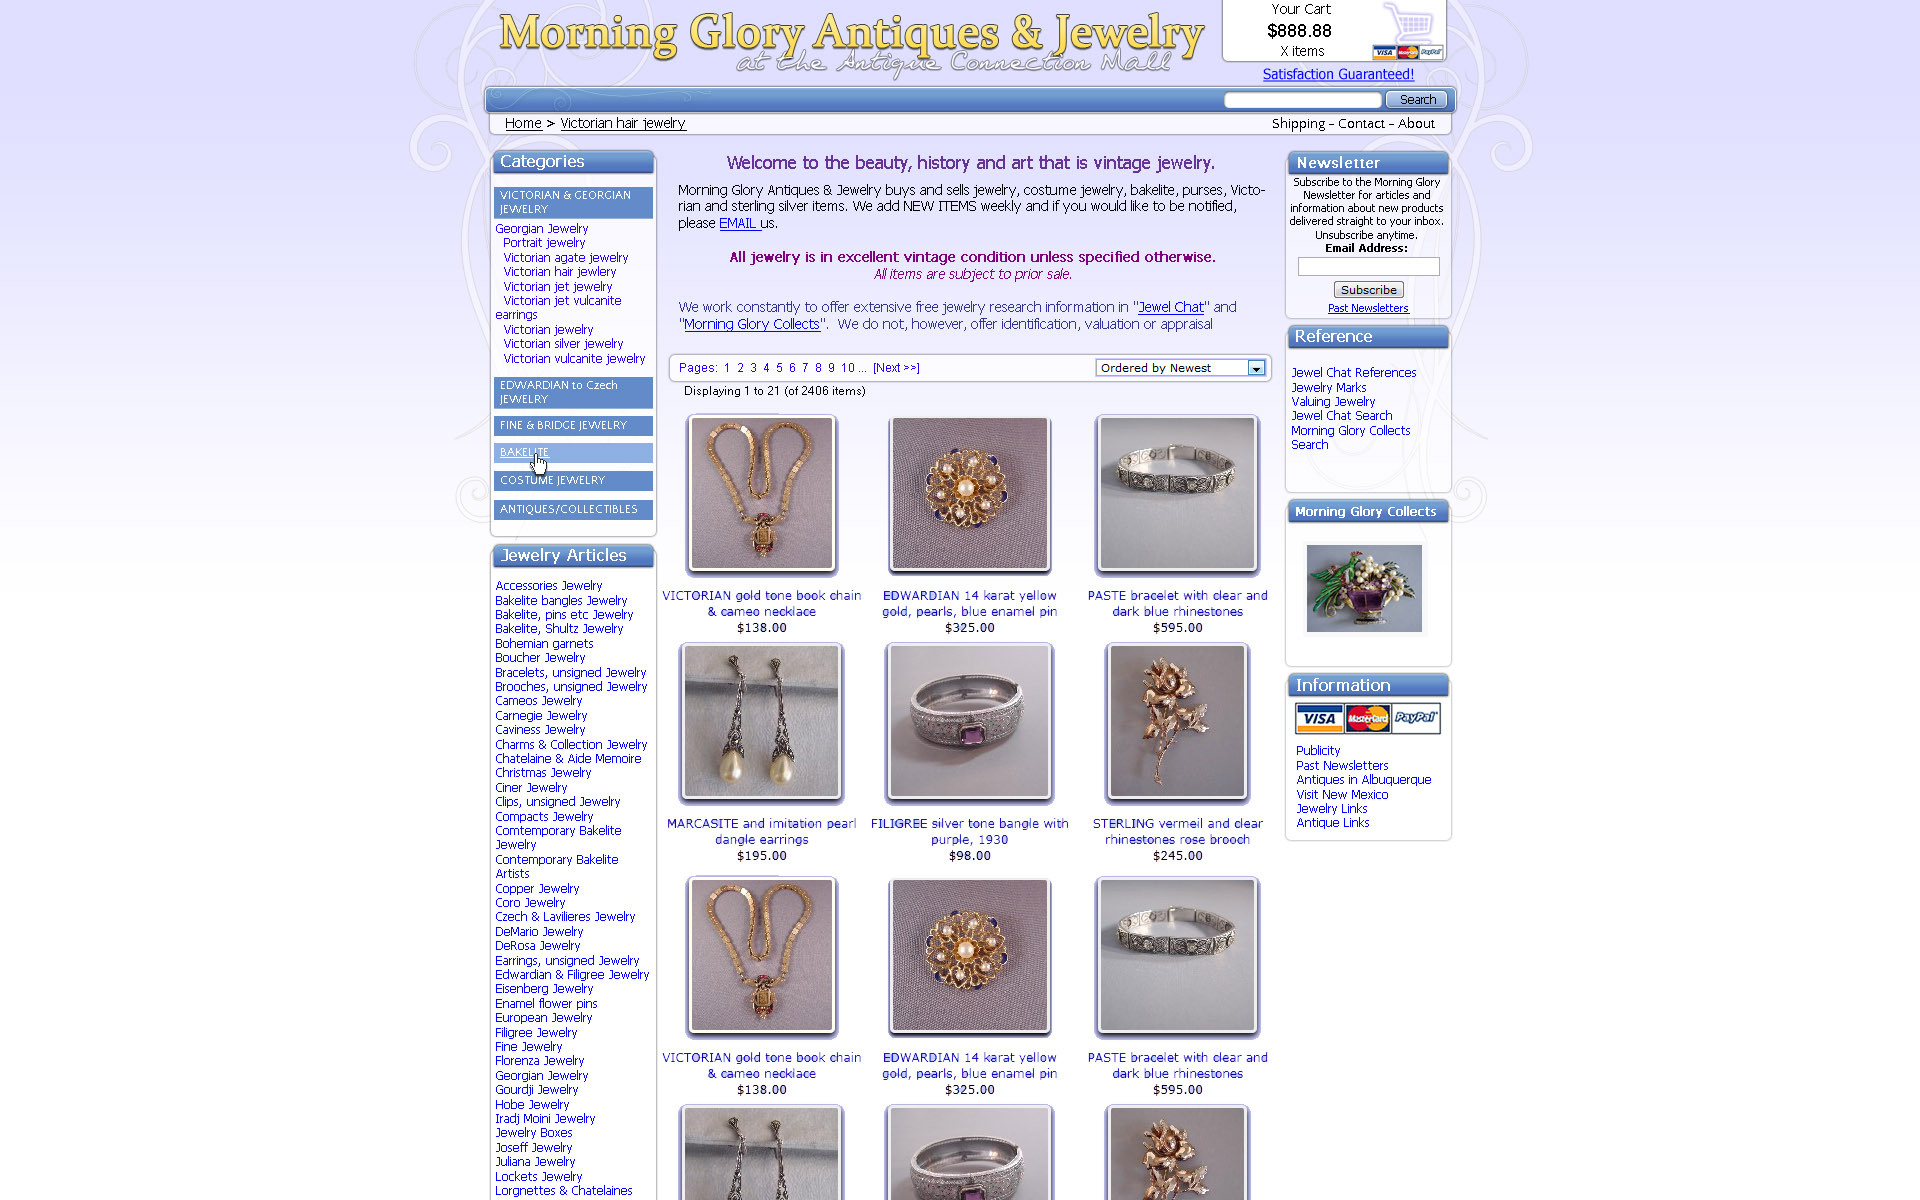 Morning Glory Antiques & Jewelry
at the Antique Connection Mall
Your Cart
$888.88
X items
VISA MasterCard PayPal
Satisfaction Guaranteed!
Search
Home > Victorian hair jewelry
Shipping - Contact - About
Categories
VICTORIAN & GEORGIAN
JEWELRY
Georgian Jewelry
Portrait jewelry
Victorian agate jewelry
Victorian hair jewlery
Victorian jet jewelry
Victorian jet vulcanite
earrings
Victorian jewelry
Victorian silver jewelry
Victorian vulcanite jewelry
EDWARDIAN to Czech
JEWELRY
FINE & BRIDGE JEWELRY
BAKELITE
COSTUME JEWELRY
ANTIQUES/COLLECTIBLES
Jewelry Articles
Accessories Jewelry
Bakelite bangles Jewelry
Bakelite, pins etc Jewelry
Bakelite, Shultz Jewelry
Bohemian garnets
Boucher Jewelry
Bracelets, unsigned Jewelry
Brooches, unsigned Jewelry
Cameos Jewelry
Carnegie Jewelry
Caviness Jewelry
Charms & Collection Jewelry
Chatelaine & Aide Memoire
Christmas Jewelry
Ciner Jewelry
Clips, unsigned Jewelry
Compacts Jewelry
Comtemporary Bakelite
Jewelry
Contemporary Bakelite
Artists
Copper Jewelry
Coro Jewelry
Czech & Lavilieres Jewelry
DeMario Jewelry
DeRosa Jewelry
Earrings, unsigned Jewelry
Edwardian & Filigree Jewelry
Eisenberg Jewelry
Enamel flower pins
European Jewelry
Filigree Jewelry
Fine Jewelry
Florenza Jewelry
Georgian Jewelry
Gourdji Jewelry
Hobe Jewelry
Iradj Moini Jewelry
Jewelry Boxes
Joseff Jewelry
Juliana Jewelry
Lockets Jewelry
Lorgnettes & Chatelaines
Welcome to the beauty, history and art that is vintage jewelry.
Morning Glory Antiques & Jewelry buys and sells jewelry, costume jewelry, bakelite, purses, Victo-
rian and sterling silver items. We add NEW ITEMS weekly and if you would like to be notified,
please EMAIL us.
All jewelry is in excellent vintage condition unless specified otherwise.
All items are subject to prior sale.
We work constantly to offer extensive free jewelry research information in "Jewel Chat" and
"Morning Glory Collects". We do not, however, offer identification, valuation or appraisal
Pages: 1 2 3 4 5 6 7 8 9 10 ... [Next >>]
Ordered by Newest
Displaying 1 to 21 (of 2406 items)
VICTORIAN gold tone book chain
& cameo necklace
$138.00
EDWARDIAN 14 karat yellow
gold, pearls, blue enamel pin
$325.00
PASTE bracelet with clear and
dark blue rhinestones
$595.00
MARCASITE and imitation pearl
dangle earrings
$195.00
FILIGREE silver tone bangle with
purple, 1930
$98.00
STERLING vermeil and clear
rhinestones rose brooch
$245.00
VICTORIAN gold tone book chain
& cameo necklace
$138.00
EDWARDIAN 14 karat yellow
gold, pearls, blue enamel pin
$325.00
PASTE bracelet with clear and
dark blue rhinestones
$595.00
Newsletter
Subscribe to the Morning Glory
Newsletter for articles and
information about new products
delivered straight to your inbox.
Unsubscribe anytime.
Email Address:
Subscribe
Past Newsletters
Reference
Jewel Chat References
Jewelry Marks
Valuing Jewelry
Jewel Chat Search
Morning Glory Collects
Search
Morning Glory Collects
Information
VISA MasterCard PayPal
Publicity
Past Newsletters
Antiques in Albuquerque
Visit New Mexico
Jewelry Links
Antique Links